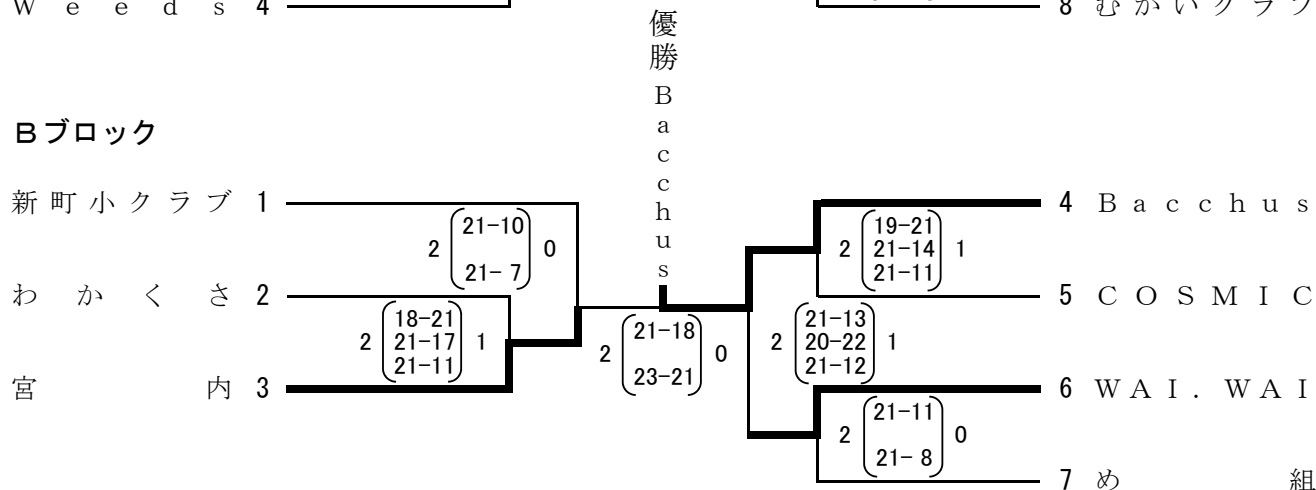 Ｗｅｅｄｓ 4
8 むかいクラブ
優勝 Ｂａｃｃｈｕｓ
Ｂブロック
新町小クラブ 1
2 21-10 21- 7 0
わかくさ 2
2 18-21 21-17 21-11 1
宮内 3
2 21-18 23-21 0
4 Ｂａｃｃｈｕｓ
2 19-21 21-14 21-11 1
5 ＣＯＳＭＩＣ
2 21-13 20-22 21-12 1
6 ＷＡＩ．ＷＡＩ
2 21-11 21- 8 0
7 め組